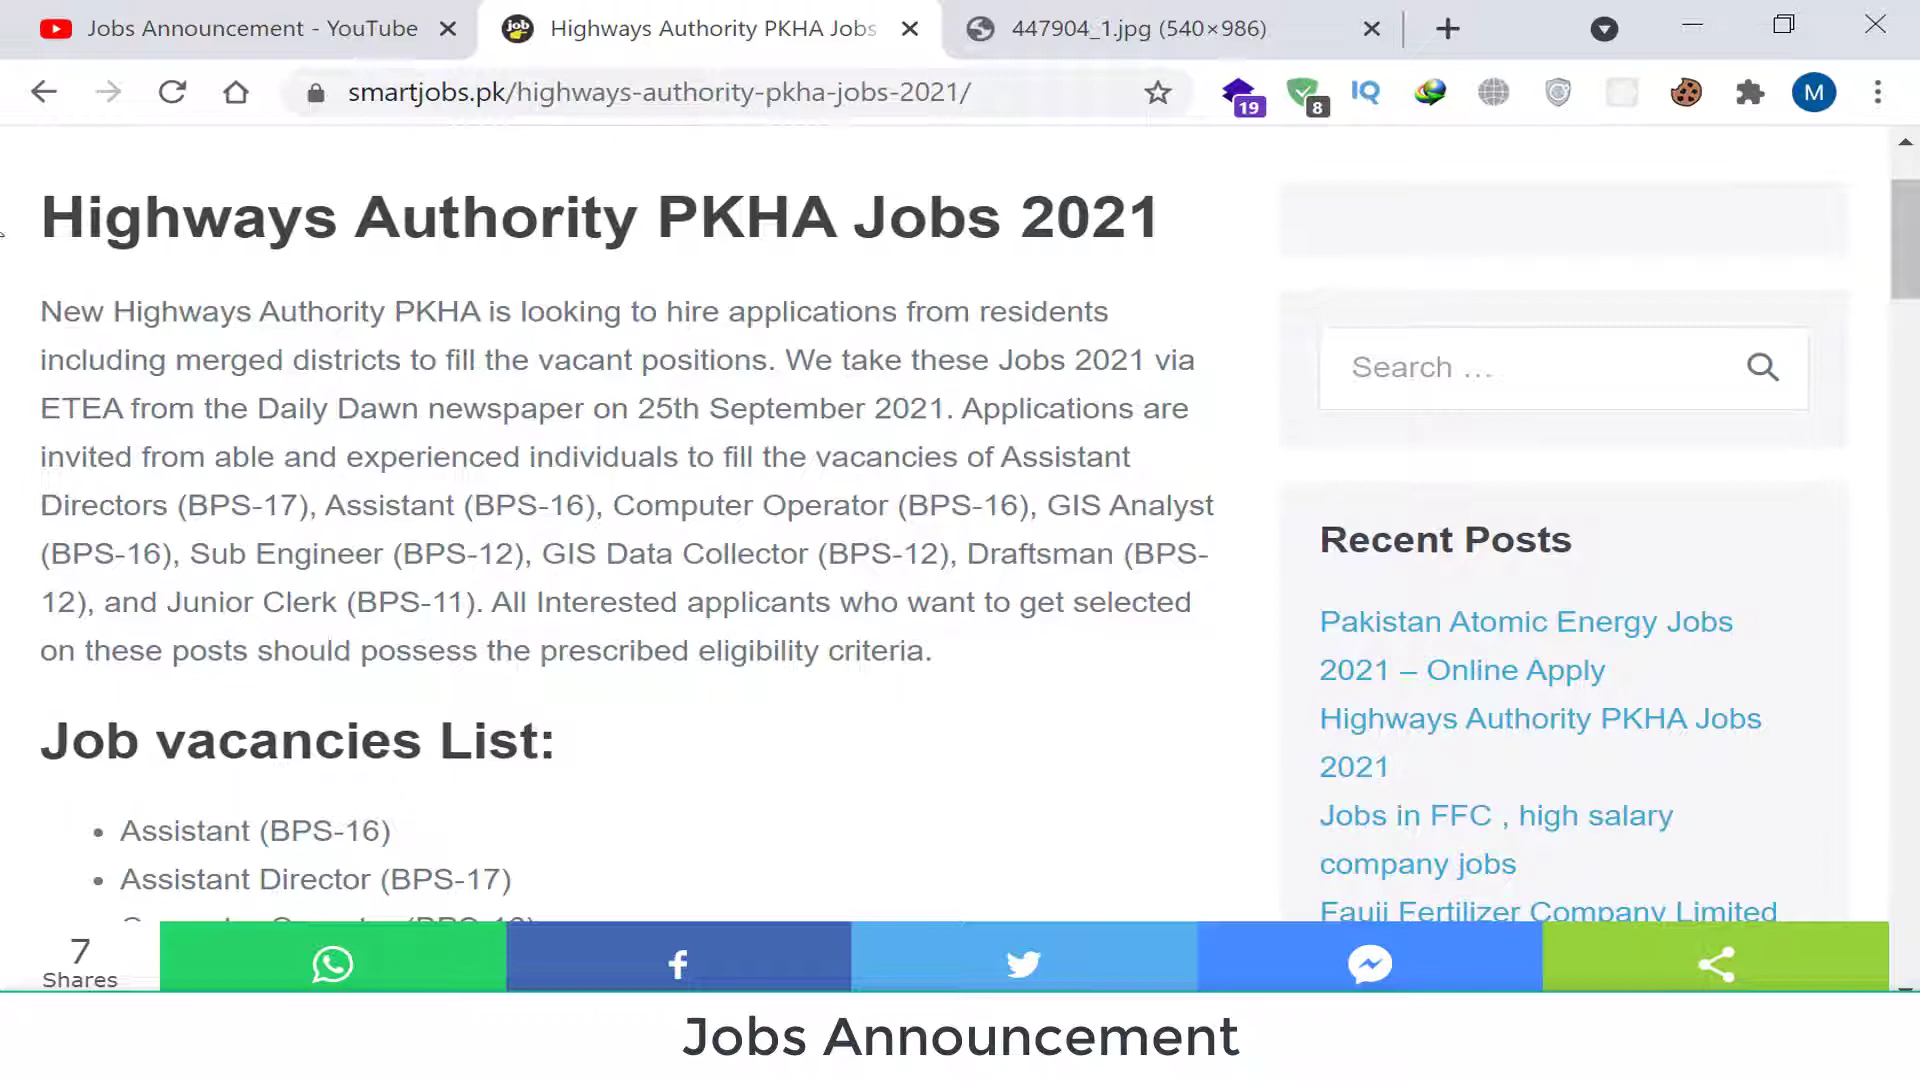 Jobs Announcement - YouTube
Highways Authority PKHA Jobs
447904_1.jpg (540×986)
smartjobs.pk/highways-authority-pkha-jobs-2021/
19
8
IQ
M
Highways Authority PKHA Jobs 2021
New Highways Authority PKHA is looking to hire applications from residents
including merged districts to fill the vacant positions. We take these Jobs 2021 via
ETEA from the Daily Dawn newspaper on 25th September 2021. Applications are
invited from able and experienced individuals to fill the vacancies of Assistant
Directors (BPS-17), Assistant (BPS-16), Computer Operator (BPS-16), GIS Analyst
(BPS-16), Sub Engineer (BPS-12), GIS Data Collector (BPS-12), Draftsman (BPS-
12), and Junior Clerk (BPS-11). All Interested applicants who want to get selected
on these posts should possess the prescribed eligibility criteria.
Job vacancies List:
Assistant (BPS-16)
Assistant Director (BPS-17)
Search …
Recent Posts
Pakistan Atomic Energy Jobs
2021 – Online Apply
Highways Authority PKHA Jobs
2021
Jobs in FFC , high salary
company jobs
Fauji Fertilizer Company Limited
7
Shares
Jobs Announcement